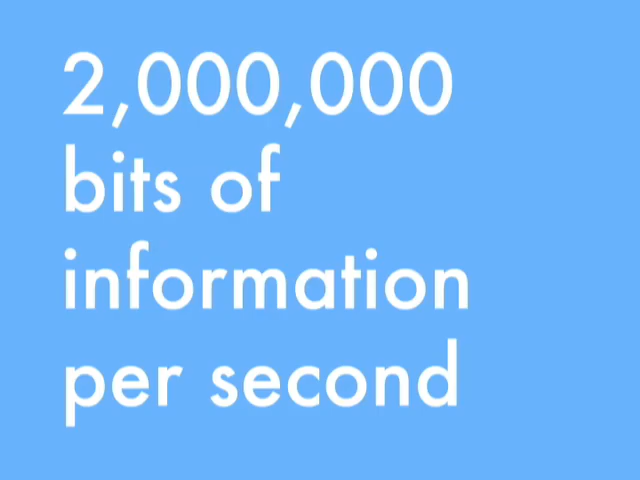 2,000,000
bits of
information
per second